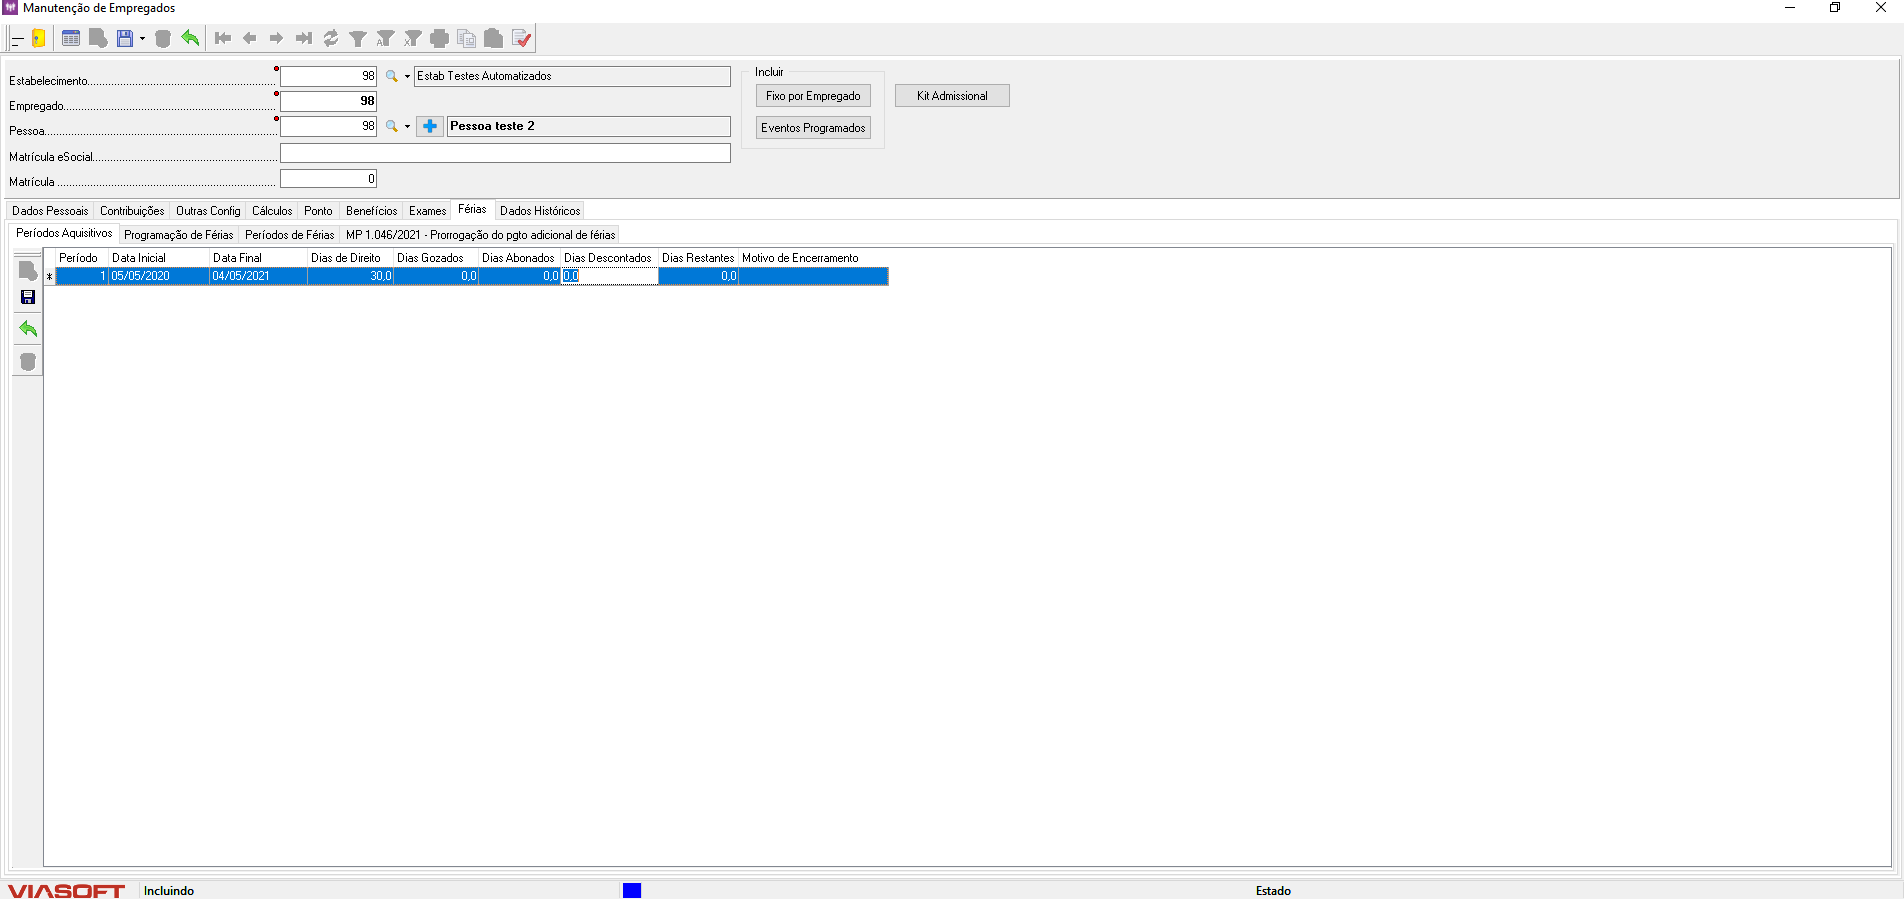 Manutenção de Empregados
Estabelecimento
98
Estab Testes Automatizados
Empregado
98
Pessoa
98
Pessoa teste 2
Matrícula eSocial
Matrícula
0
Incluir
Fixo por Empregado
Eventos Programados
Kit Admissional
Dados Pessoais Contribuições Outras Config Cálculos Ponto Benefícios Exames Férias Dados Históricos
Períodos Aquisitivos Programação de Férias Períodos de Férias MP 1.046/2021 - Prorrogação do pgto adicional de férias
Período Data Inicial Data Final Dias de Direito Dias Gozados Dias Abonados Dias Descontados Dias Restantes Motivo de Encerramento
* 1 05/05/2020 04/05/2021 30,0 0,0 0,0 0,0 0,0
VIASOFT Incluindo Estado